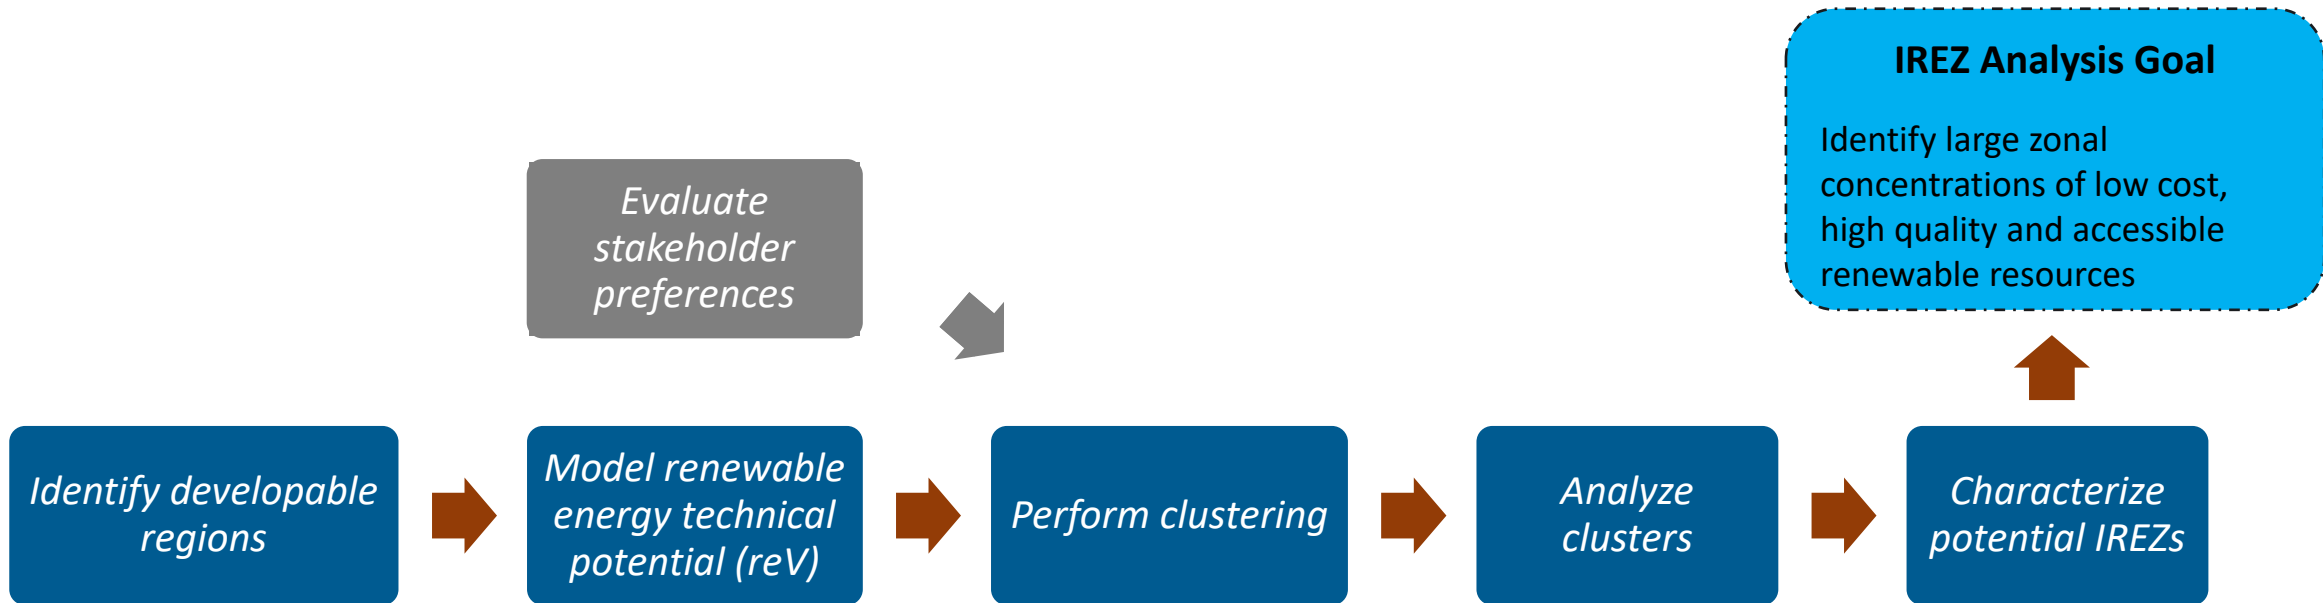 IREZ Analysis Goal
Identify large zonal
concentrations of low cost,
high quality and accessible
renewable resources
Evaluate
stakeholder
preferences
Identify developable
regions
Model renewable
energy technical
potential (reV)
Perform clustering
Analyze
clusters
Characterize
potential IREZs